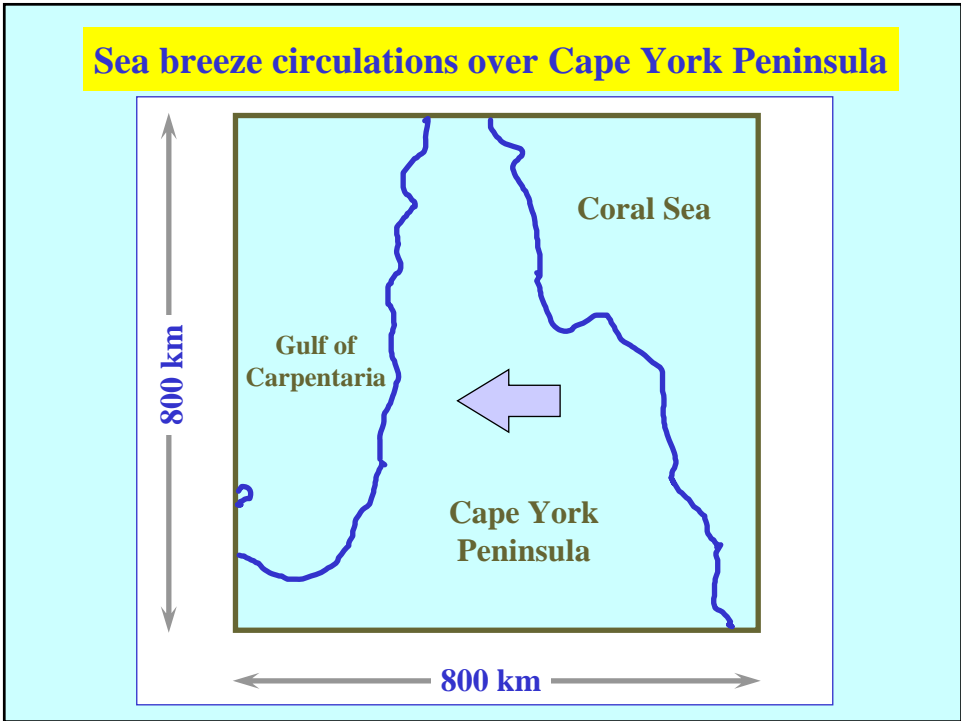 Sea breeze circulations over Cape York Peninsula
Coral Sea
Gulf of
Carpentaria
800 km
Cape York
Peninsula
800 km